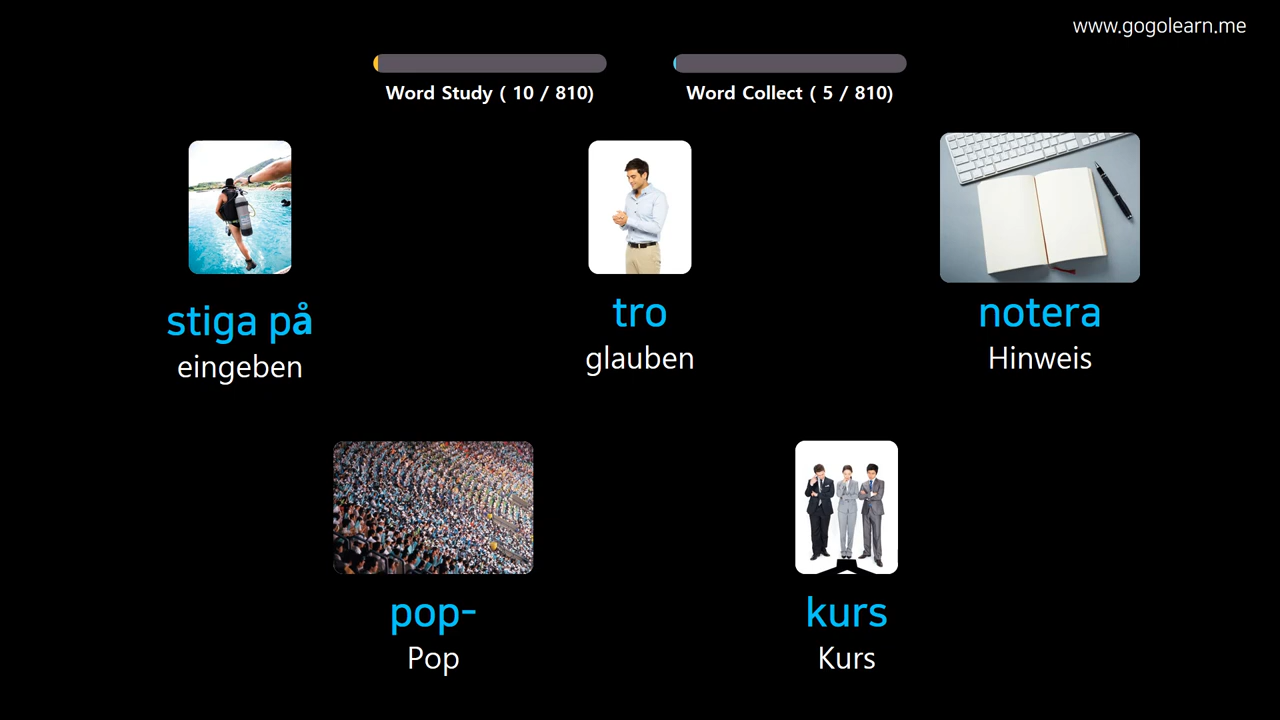 www.gogolearn.me
Word Study ( 10 / 810)
Word Collect ( 5 / 810)
stiga på
eingeben
tro
glauben
notera
Hinweis
pop-
Pop
kurs
Kurs